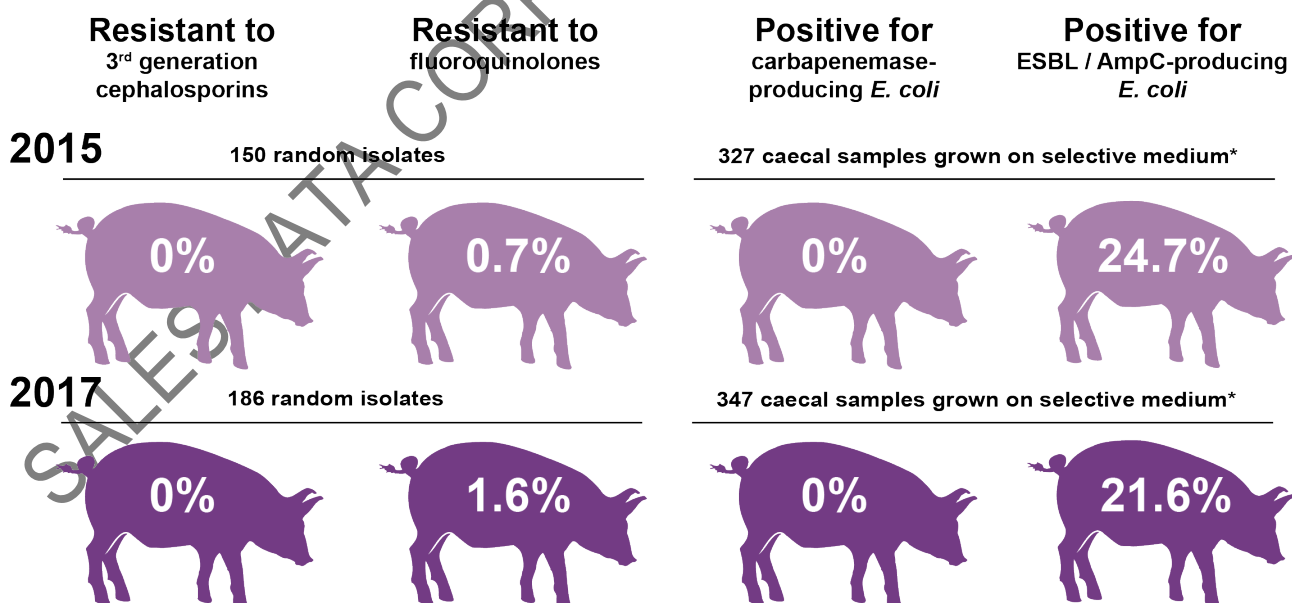 Resistant to
3rd generation
cephalosporins
Resistant to
fluoroquinolones
Positive for
carbapenemase-
producing E. coli
Positive for
ESBL / AmpC-producing
E. coli
2015
150 random isolates
327 caecal samples grown on selective medium*
0%
0.7%
0%
24.7%
2017
186 random isolates
347 caecal samples grown on selective medium*
0%
1.6%
0%
21.6%
SALES